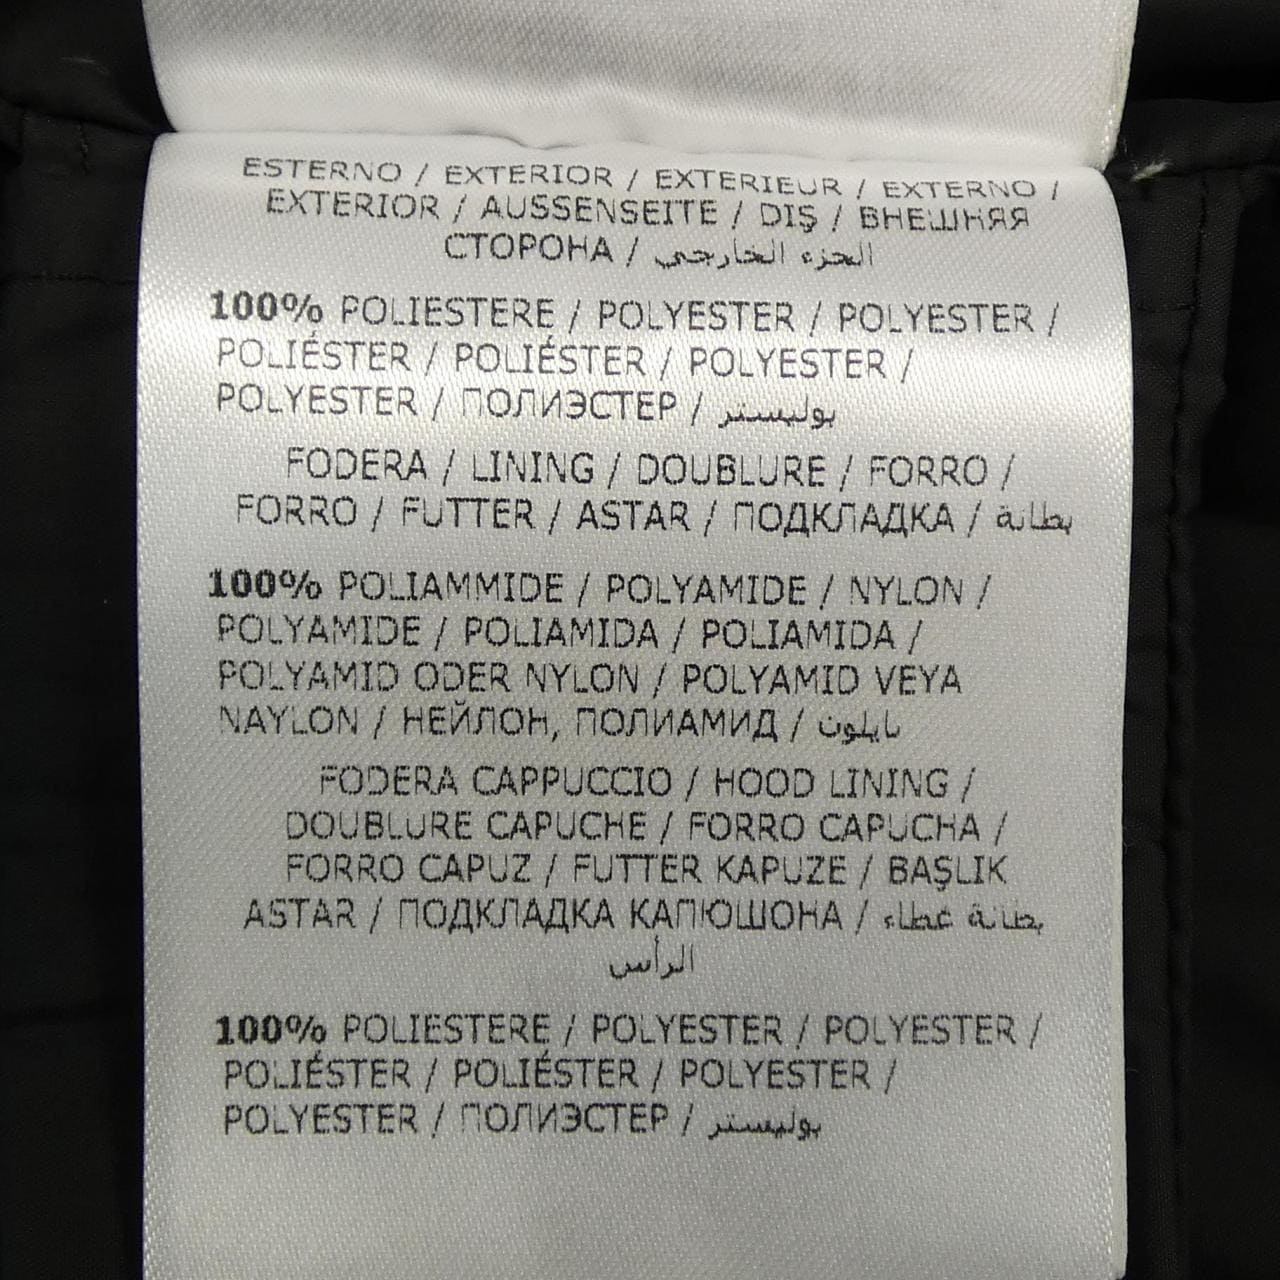 ESTERNO / EXTERIOR / EXTERIEUR / EXTERNO /
EXTERIOR / AUSSENSEITE / DIŞ / ВНЕШНЯЯ
СТОРОНА / الجزء الخارجي
100% POLIESTERE / POLYESTER / POLYESTER /
POLIÉSTER / POLIÉSTER / POLYESTER /
POLYESTER / ПОЛИЭСТЕР / بوليستر
FODERA / LINING / DOUBLURE / FORRO /
FORRO / FUTTER / ASTAR / ПОДКЛАДКА / بطانة
100% POLIAMMIDE / POLYAMIDE / NYLON /
POLYAMIDE / POLIAMIDA / POLIAMIDA /
POLYAMID ODER NYLON / POLYAMID VEYA
NAYLON / НЕЙЛОН, ПОЛИАМИД / نايلون
FODERA CAPPUCCIO / HOOD LINING /
DOUBLURE CAPUCHE / FORRO CAPUCHA /
FORRO CAPUZ / FUTTER KAPUZE / BAŞLIK
ASTAR / ПОДКЛАДКА КАПЮШОНА / بطانة غطاء
الرأس
100% POLIESTERE / POLYESTER / POLYESTER /
POLIÉSTER / POLIÉSTER / POLYESTER /
POLYESTER / ПОЛИЭСТЕР / بوليستر